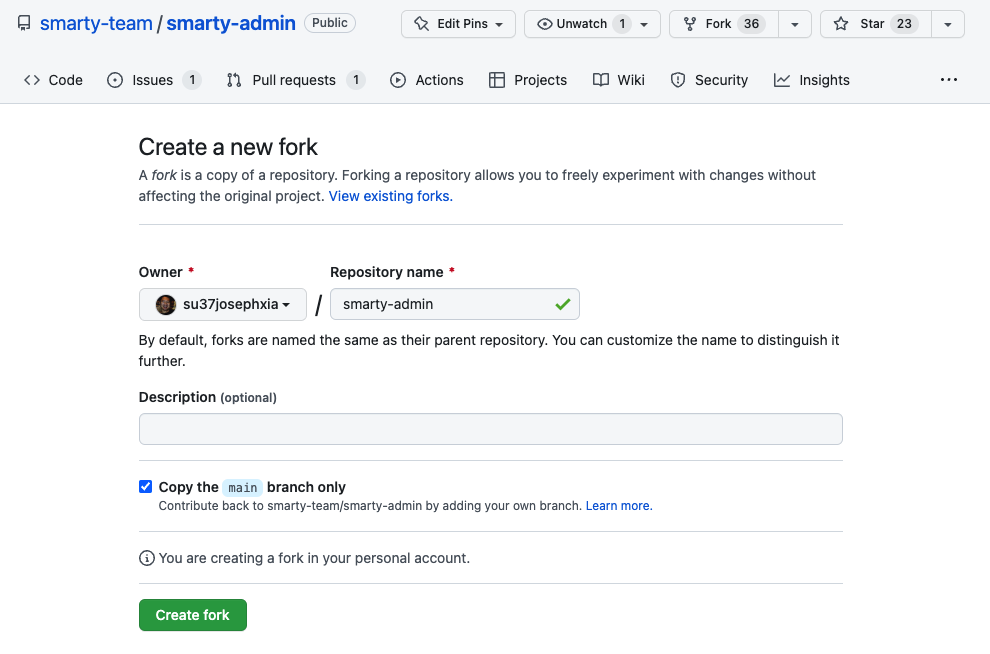 smarty-team / smarty-admin Public Edit Pins Unwatch 1 Fork 36 Star 23
Code Issues 1 Pull requests 1 Actions Projects Wiki Security Insights ...
Create a new fork
A fork is a copy of a repository. Forking a repository allows you to freely experiment with changes without
affecting the original project. View existing forks.
Owner * Repository name *
su37josephxia / smarty-admin
By default, forks are named the same as their parent repository. You can customize the name to distinguish it
further.
Description (optional)
Copy the main branch only
Contribute back to smarty-team/smarty-admin by adding your own branch. Learn more.
You are creating a fork in your personal account.
Create fork